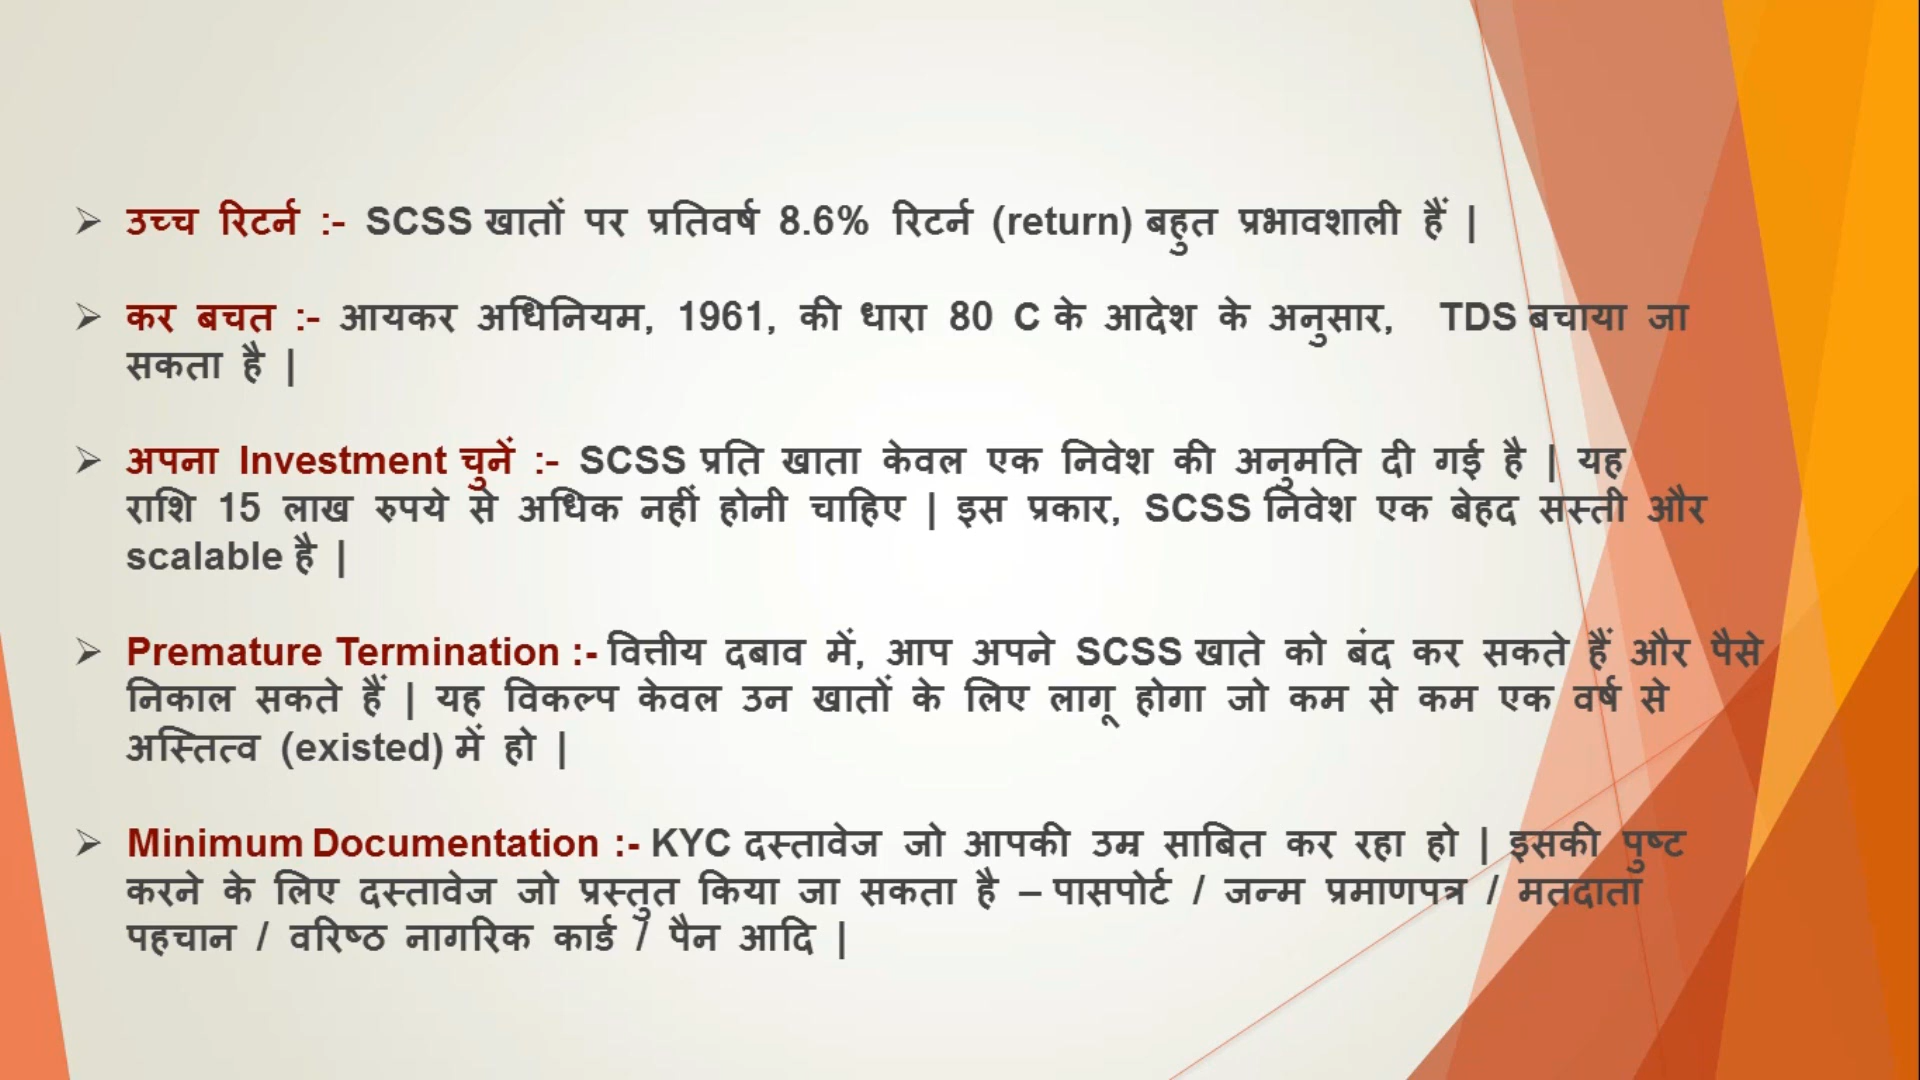 ➢ उच्च रिटर्न :- SCSS खातों पर प्रतिवर्ष 8.6% रिटर्न (return) बहुत प्रभावशाली हैं |
➢ कर बचत :- आयकर अधिनियम, 1961, की धारा 80 C के आदेश के अनुसार, TDS बचाया जा
सकता है |
➢ अपना Investment चुनें :- SCSS प्रति खाता केवल एक निवेश की अनुमति दी गई है | यह
राशि 15 लाख रुपये से अधिक नहीं होनी चाहिए | इस प्रकार, SCSS निवेश एक बेहद सस्ती और
scalable है |
➢ Premature Termination :- वित्तीय दबाव में, आप अपने SCSS खाते को बंद कर सकते हैं और पैसे
निकाल सकते हैं | यह विकल्प केवल उन खातों के लिए लागू होगा जो कम से कम एक वर्ष से
अस्तित्व (existed) में हो |
➢ Minimum Documentation :- KYC दस्तावेज जो आपकी उम्र साबित कर रहा हो | इसकी पुष्ट
करने के लिए दस्तावेज जो प्रस्तुत किया जा सकता है – पासपोर्ट / जन्म प्रमाणपत्र / मतदाता
पहचान / वरिष्ठ नागरिक कार्ड / पैन आदि |